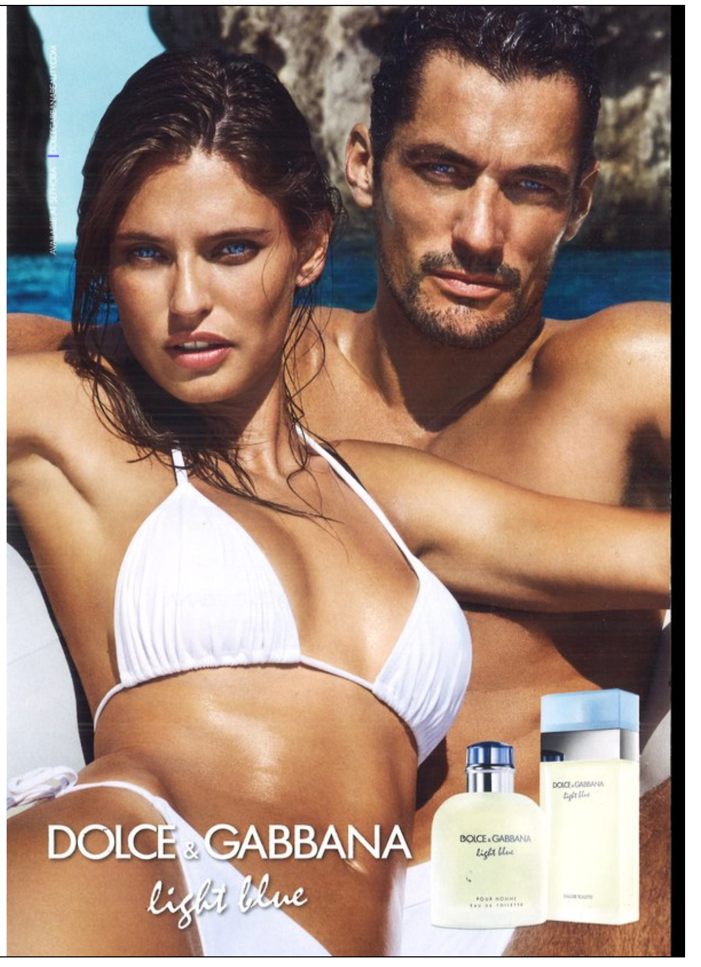 DOLCE & GABBANA
light blue
DOLCE & GABBANA
light blue
POUR HOMME
EAU DE TOILETTE
DOLCE & GABBANA
light blue
EAU DE TOILETTE